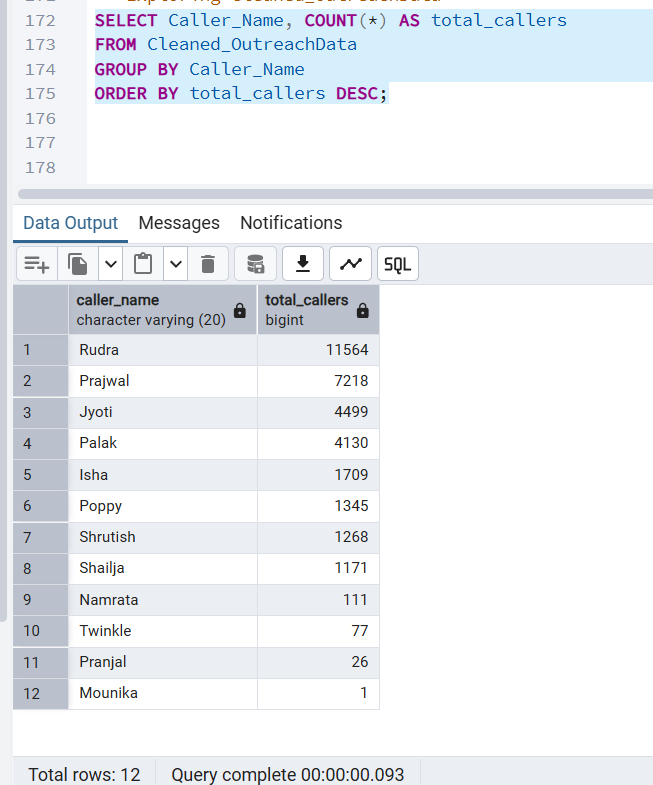 172 SELECT Caller_Name, COUNT(*) AS total_callers
173 FROM Cleaned_OutreachData
174 GROUP BY Caller_Name
175 ORDER BY total_callers DESC;
176
177
178
Data Output Messages Notifications
SQL
caller_name total_callers
character varying (20) bigint
1 Rudra 11564
2 Prajwal 7218
3 Jyoti 4499
4 Palak 4130
5 Isha 1709
6 Poppy 1345
7 Shrutish 1268
8 Shailja 1171
9 Namrata 111
10 Twinkle 77
11 Pranjal 26
12 Mounika 1
Total rows: 12 Query complete 00:00:00.093